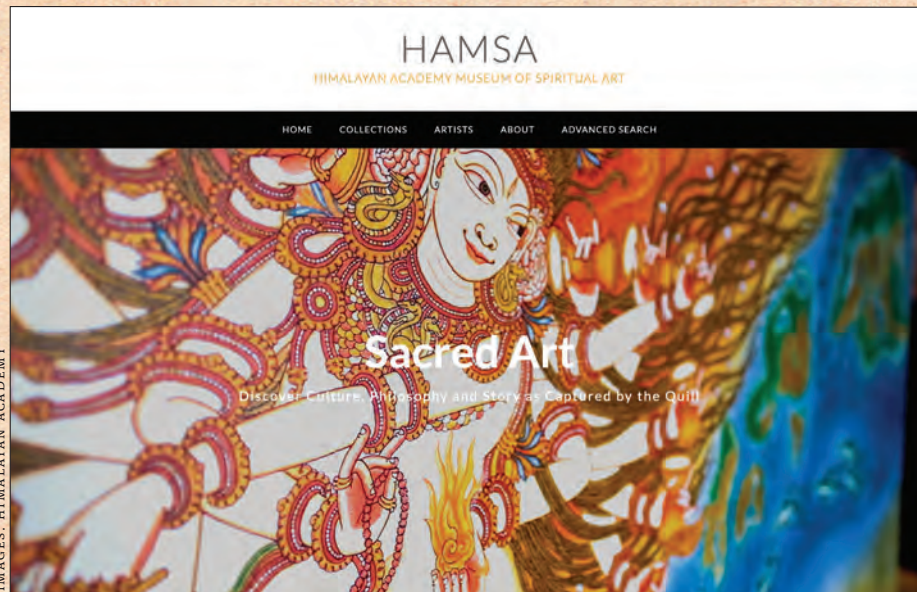 HAMSA
HIMALAYAN ACADEMY MUSEUM OF SPIRITUAL ART
HOME COLLECTIONS ARTISTS ABOUT ADVANCED SEARCH
Sacred Art
Discover Culture, Philosophy and Story as Captured by the Quill
IMAGES: HIMALAYAN ACADEMY